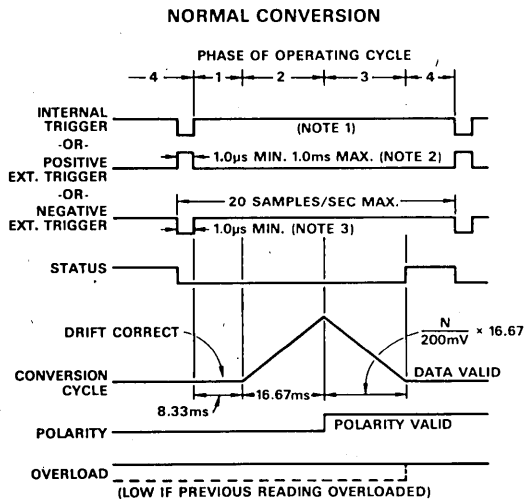 NORMAL CONVERSION
PHASE OF OPERATING CYCLE
4 1 2 3 4
INTERNAL
TRIGGER
(NOTE 1)
-OR-
POSITIVE
EXT. TRIGGER
1.0µs MIN. 1.0ms MAX. (NOTE 2)
-OR-
NEGATIVE
EXT. TRIGGER
20 SAMPLES/SEC MAX.
1.0µs MIN. (NOTE 3)
STATUS
DRIFT CORRECT
N
200mV
× 16.67
CONVERSION
CYCLE
DATA VALID
8.33ms
16.67ms
POLARITY
POLARITY VALID
OVERLOAD
(LOW IF PREVIOUS READING OVERLOADED)